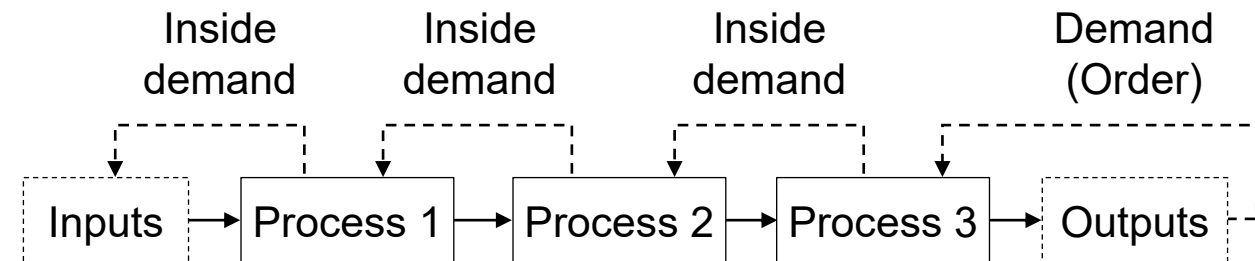 Inside
demand
Inside
demand
Inside
demand
Demand
(Order)
Inputs
Process 1
Process 2
Process 3
Outputs